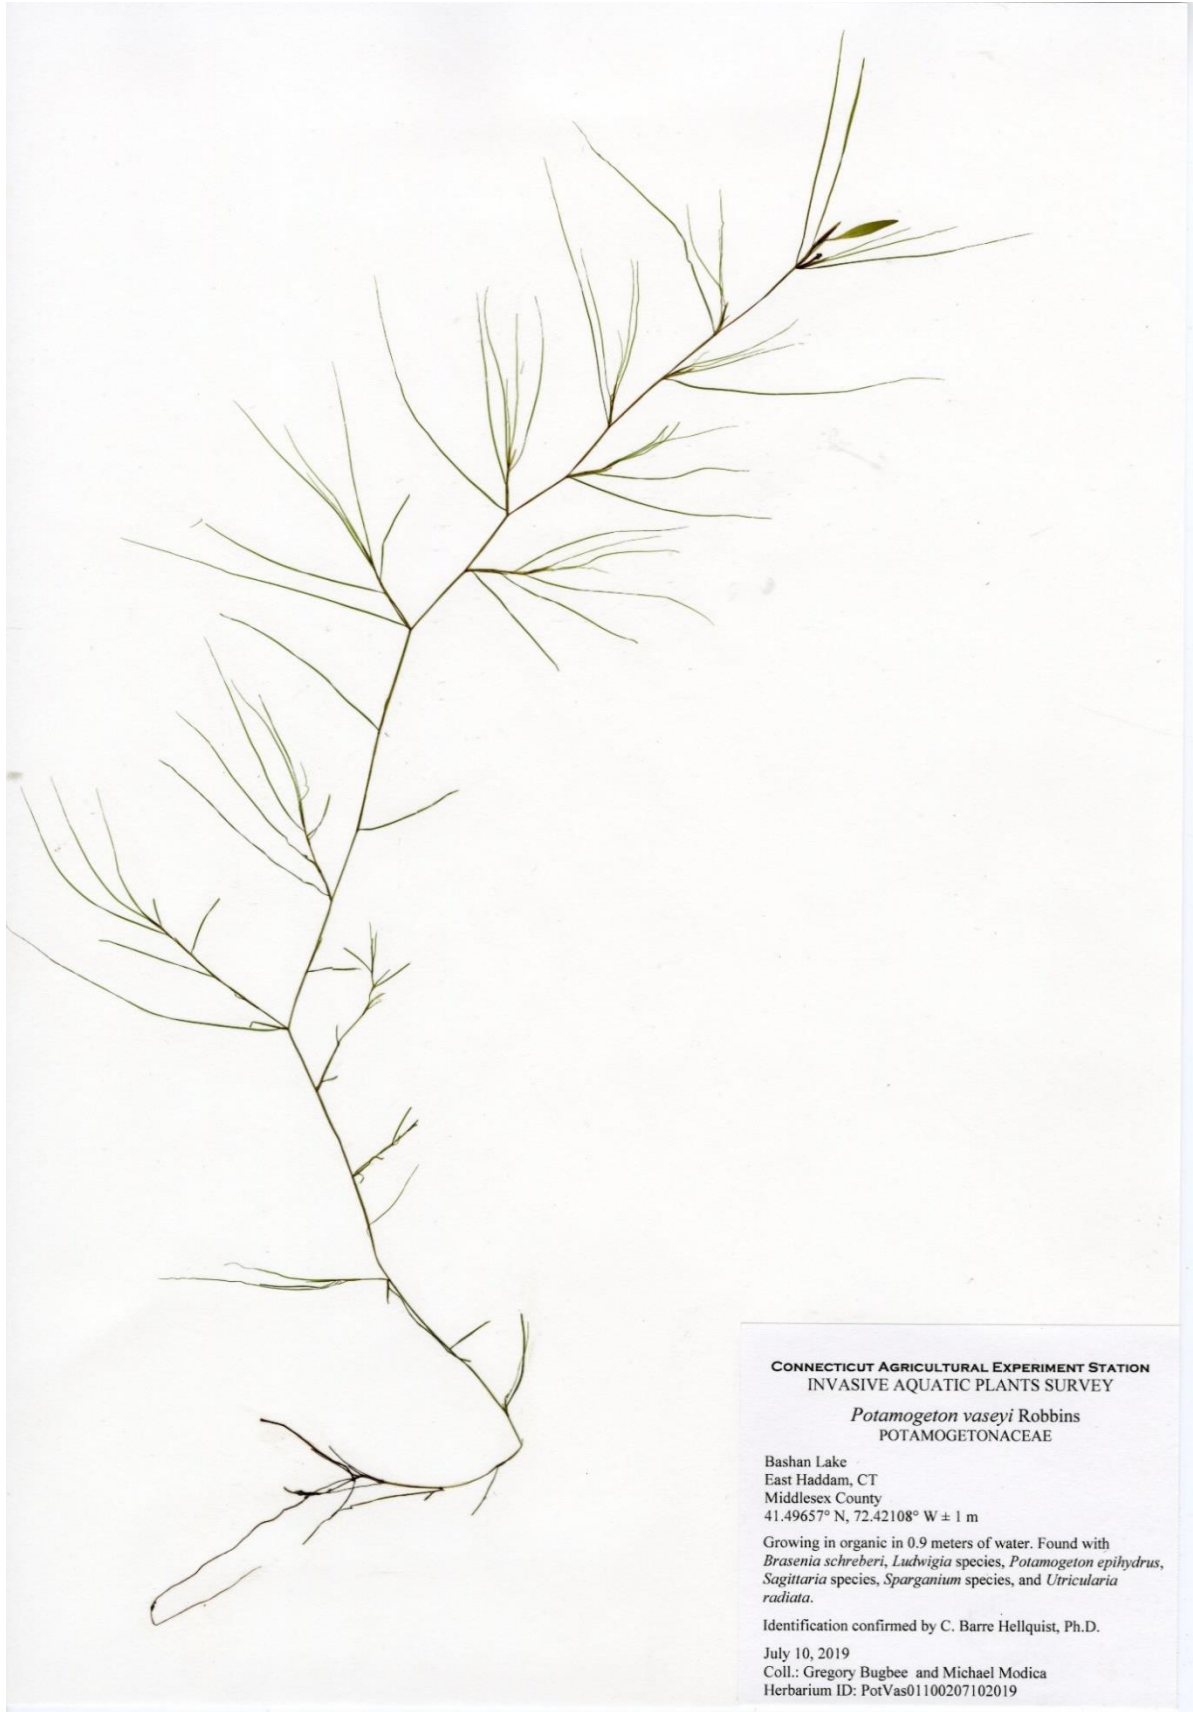 CONNECTICUT AGRICULTURAL EXPERIMENT STATION
INVASIVE AQUATIC PLANTS SURVEY
Potamogeton vaseyi Robbins
POTAMOGETONACEAE
Bashan Lake
East Haddam, CT
Middlesex County
41.49657° N, 72.42108° W ± 1 m
Growing in organic in 0.9 meters of water. Found with
Brasenia schreberi, Ludwigia species, Potamogeton epihydrus,
Sagittaria species, Sparganium species, and Utricularia
radiata.
Identification confirmed by C. Barre Hellquist, Ph.D.
July 10, 2019
Coll.: Gregory Bugbee and Michael Modica
Herbarium ID: PotVas01100207102019